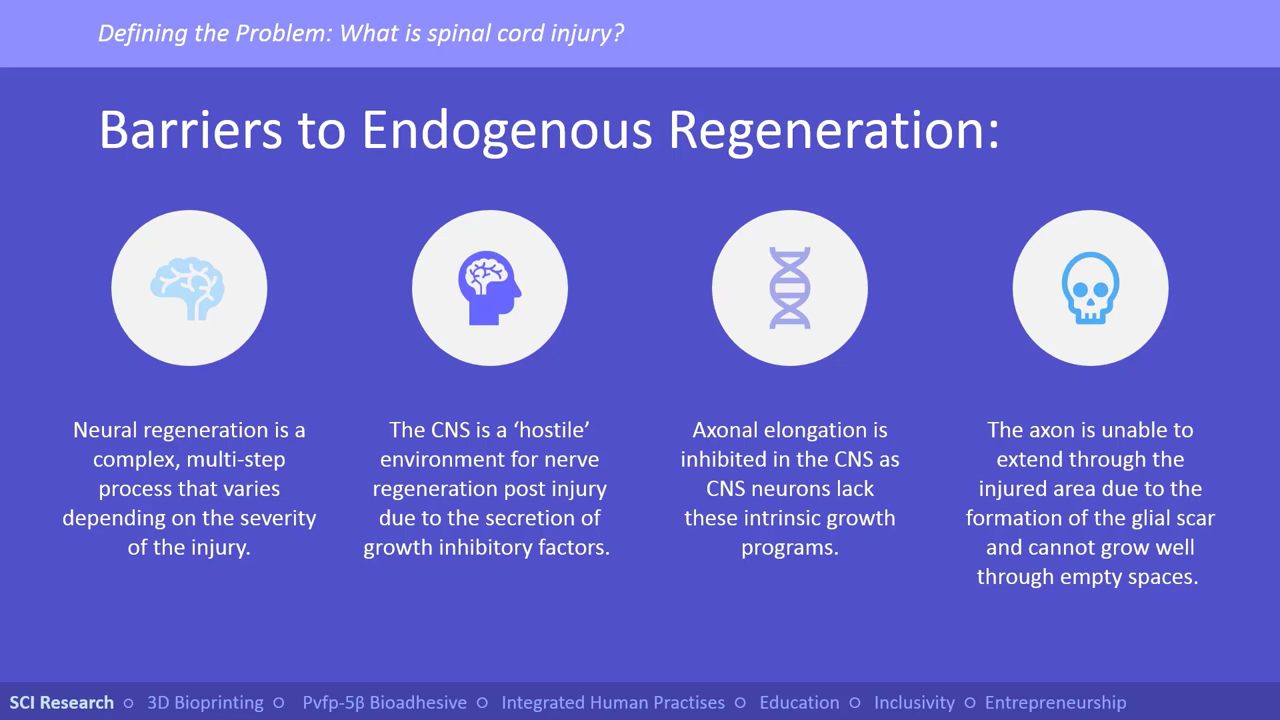 Defining the Problem: What is spinal cord injury?
Barriers to Endogenous Regeneration:
Neural regeneration is a
complex, multi-step
process that varies
depending on the severity
of the injury.
The CNS is a ‘hostile’
environment for nerve
regeneration post injury
due to the secretion of
growth inhibitory factors.
Axonal elongation is
inhibited in the CNS as
CNS neurons lack
these intrinsic growth
programs.
The axon is unable to
extend through the
injured area due to the
formation of the glial scar
and cannot grow well
through empty spaces.
SCI Research ○ 3D Bioprinting ○ Pvfp-5β Bioadhesive ○ Integrated Human Practises ○ Education ○ Inclusivity ○ Entrepreneurship